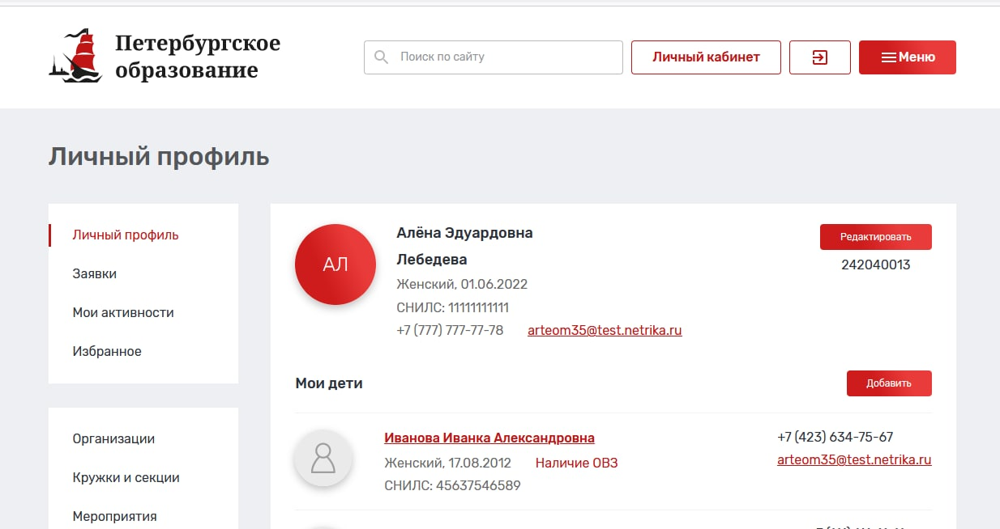 Петербургское
образование
Поиск по сайту
Личный кабинет
Меню
Личный профиль
Личный профиль
Заявки
Мои активности
Избранное
Организации
Кружки и секции
Мероприятия
АЛ
Алёна Эдуардовна
Лебедева
Женский, 01.06.2022
СНИЛС: 11111111111
+7 (777) 777-77-78 arteom35@test.netrika.ru
Редактировать
242040013
Мои дети
Добавить
Иванова Иванка Александровна
Женский, 17.08.2012 Наличие ОВЗ
СНИЛС: 45637546589
+7 (423) 634-75-67
arteom35@test.netrika.ru